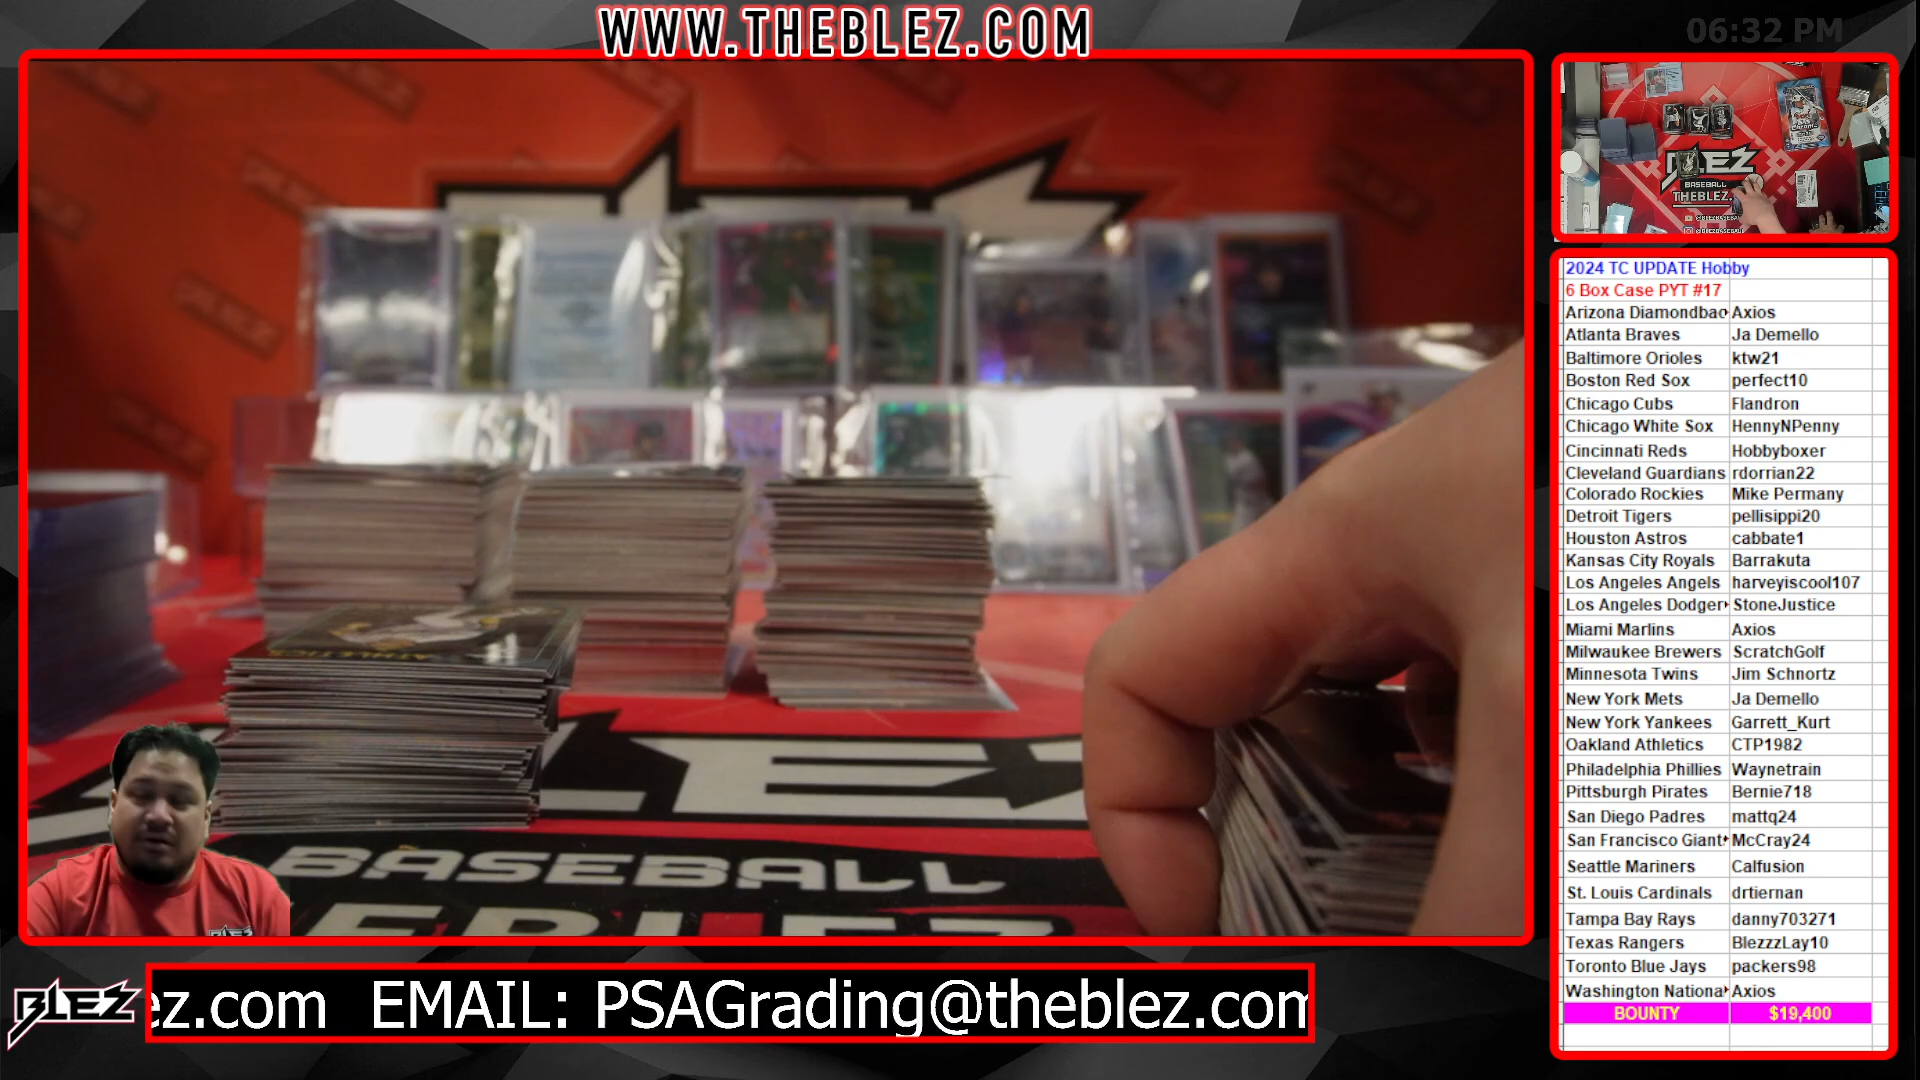 WWW.THEBLEZ.COM
06:32 PM
BLEZ
BASEBALL
THEBLEZ.
2024 TC UPDATE Hobby
6 Box Case PYT #17
Arizona Diamondbac Axios
Atlanta Braves Ja Demello
Baltimore Orioles ktw21
Boston Red Sox perfect10
Chicago Cubs Flandron
Chicago White Sox HennyNPenny
Cincinnati Reds Hobbyboxer
Cleveland Guardians rdorrian22
Colorado Rockies Mike Permany
Detroit Tigers pellisippi20
Houston Astros cabbate1
Kansas City Royals Barrakuta
Los Angeles Angels harveyiscool107
Los Angeles Dodger StoneJustice
Miami Marlins Axios
Milwaukee Brewers ScratchGolf
Minnesota Twins Jim Schnortz
New York Mets Ja Demello
New York Yankees Garrett_Kurt
Oakland Athletics CTP1982
Philadelphia Phillies Waynetrain
Pittsburgh Pirates Bernie718
San Diego Padres mattq24
San Francisco Giant McCray24
Seattle Mariners Calfusion
St. Louis Cardinals drtiernan
Tampa Bay Rays danny703271
Texas Rangers BlezzzLay10
Toronto Blue Jays packers98
Washington Nationa Axios
BOUNTY $19,400
ATHLETICS
BASEBALL
BLEZ
BLEZ
ez.com EMAIL: PSAGrading@theblez.com